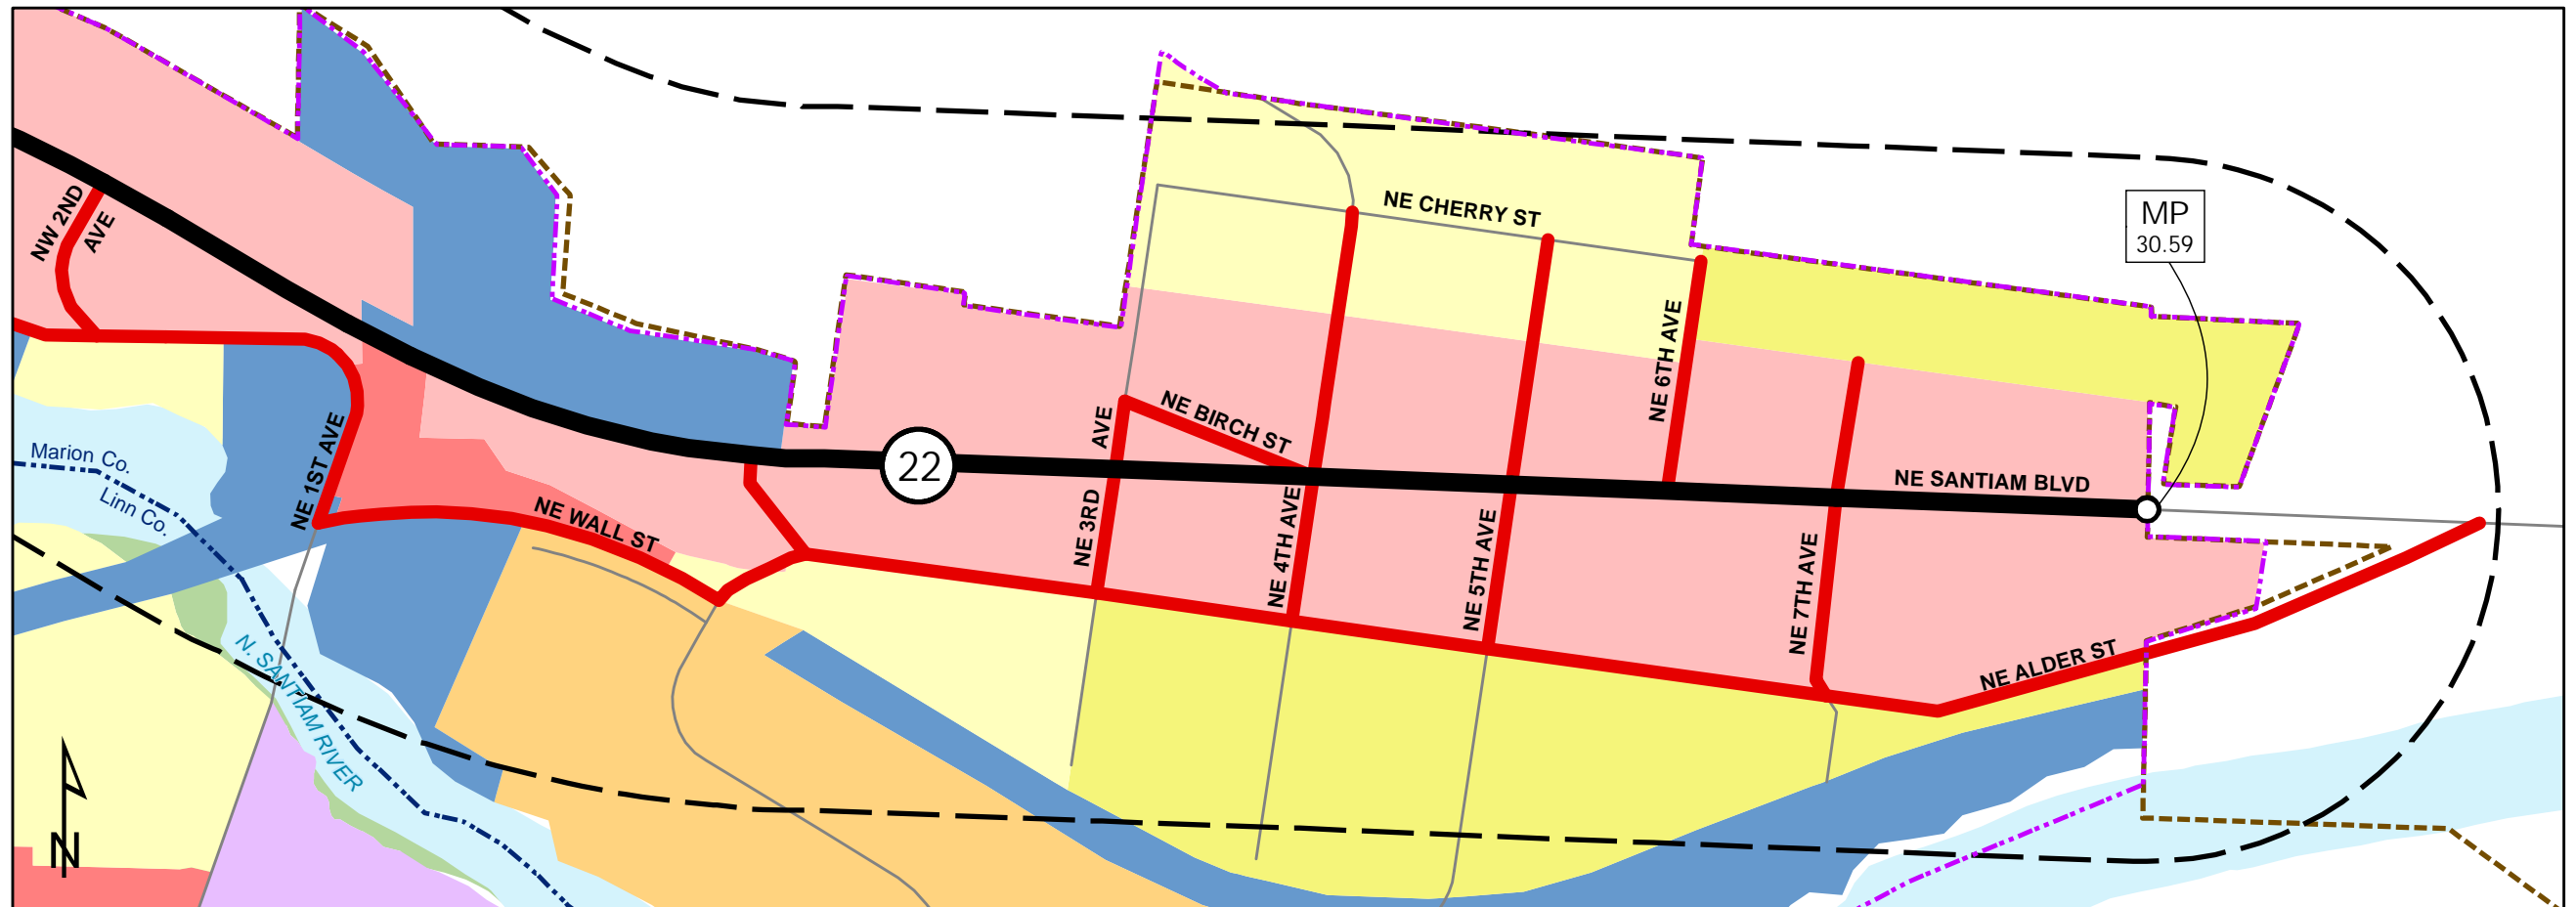 NW 2ND
AVE
NE CHERRY ST
MP
30.59
NE 6TH AVE
NE BIRCH ST
NE 3RD
AVE
22
NE SANTIAM BLVD
NE 1ST AVE
Marion Co.
Linn Co.
NE WALL ST
NE 4TH AVE
NE 5TH AVE
NE 7TH AVE
NE ALDER ST
N. SANTIAM RIVER
N